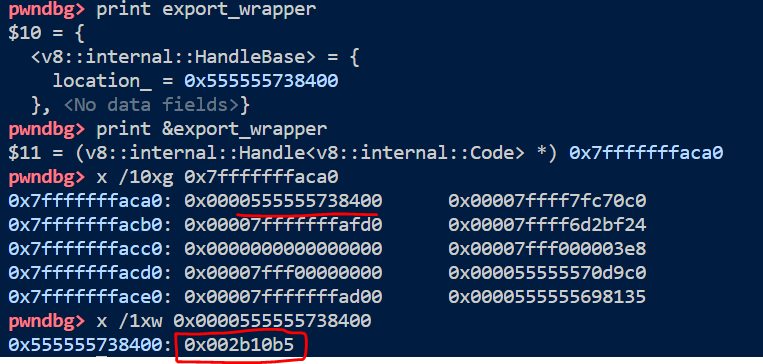 pwndbg> print export_wrapper
$10 = {
  <v8::internal::HandleBase> = {
    location_ = 0x555555738400
  }, <No data fields>}
pwndbg> print &export_wrapper
$11 = (v8::internal::Handle<v8::internal::Code> *) 0x7fffffffaca0
pwndbg> x /10xg 0x7fffffffaca0
0x7fffffffaca0: 0x0000555555738400      0x00007ffff7fc70c0
0x7fffffffacb0: 0x00007fffffffafd0      0x00007ffff6d2bf24
0x7fffffffacc0: 0x0000000000000000      0x00007fff000003e8
0x7fffffffacd0: 0x00007fff00000000      0x000055555570d9c0
0x7ffffffface0: 0x00007fffffffad00      0x0000555555698135
pwndbg> x /1xw 0x0000555555738400
0x555555738400: 0x002b10b5